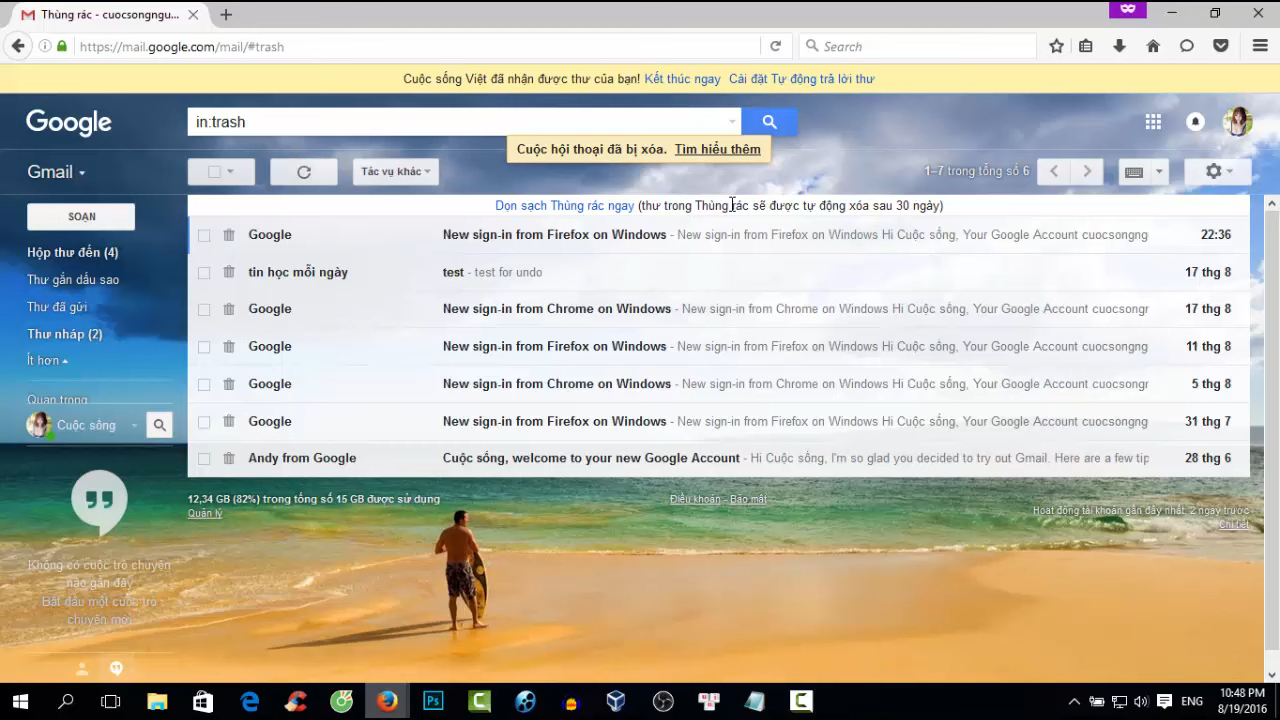 Thùng rác - cuocsongngu...
https://mail.google.com/mail/#trash
Search
Cuộc sống Việt đã nhận được thư của bạn! Kết thúc ngay Cài đặt Tự động trả lời thư
Google
in:trash
Cuộc hội thoại đã bị xóa. Tìm hiểu thêm
Gmail
Tác vụ khác
1–7 trong tổng số 6
SOẠN
Dọn sạch Thùng rác ngay (thư trong Thùng rác sẽ được tự động xóa sau 30 ngày)
Hộp thư đến (4)
Thư gắn dấu sao
Thư đã gửi
Thư nháp (2)
Ít hơn
Quan trọng
Cuộc sống
Google New sign-in from Firefox on Windows - New sign-in from Firefox on Windows Hi Cuộc sống, Your Google Account cuocsongng 22:36
tin học mỗi ngày test - test for undo 17 thg 8
Google New sign-in from Chrome on Windows - New sign-in from Chrome on Windows Hi Cuộc sống, Your Google Account cuocsongr 17 thg 8
Google New sign-in from Firefox on Windows - New sign-in from Firefox on Windows Hi Cuộc sống, Your Google Account cuocsongng 11 thg 8
Google New sign-in from Chrome on Windows - New sign-in from Chrome on Windows Hi Cuộc sống, Your Google Account cuocsongr 5 thg 8
Google New sign-in from Firefox on Windows - New sign-in from Firefox on Windows Hi Cuộc sống, Your Google Account cuocsongng 31 thg 7
Andy from Google Cuộc sống, welcome to your new Google Account - Hi Cuộc sống, I'm so glad you decided to try out Gmail. Here are a few tip 28 thg 6
12,34 GB (82%) trong tổng số 15 GB được sử dụng
Quản lý
Điều khoản - Bảo mật
Hoạt động tài khoản gần đây nhất: 2 ngày trước
Chi tiết
Không có cuộc trò chuyện
nào gần đây
Bắt đầu một cuộc trò
chuyện mới
ENG
10:48 PM
8/19/2016